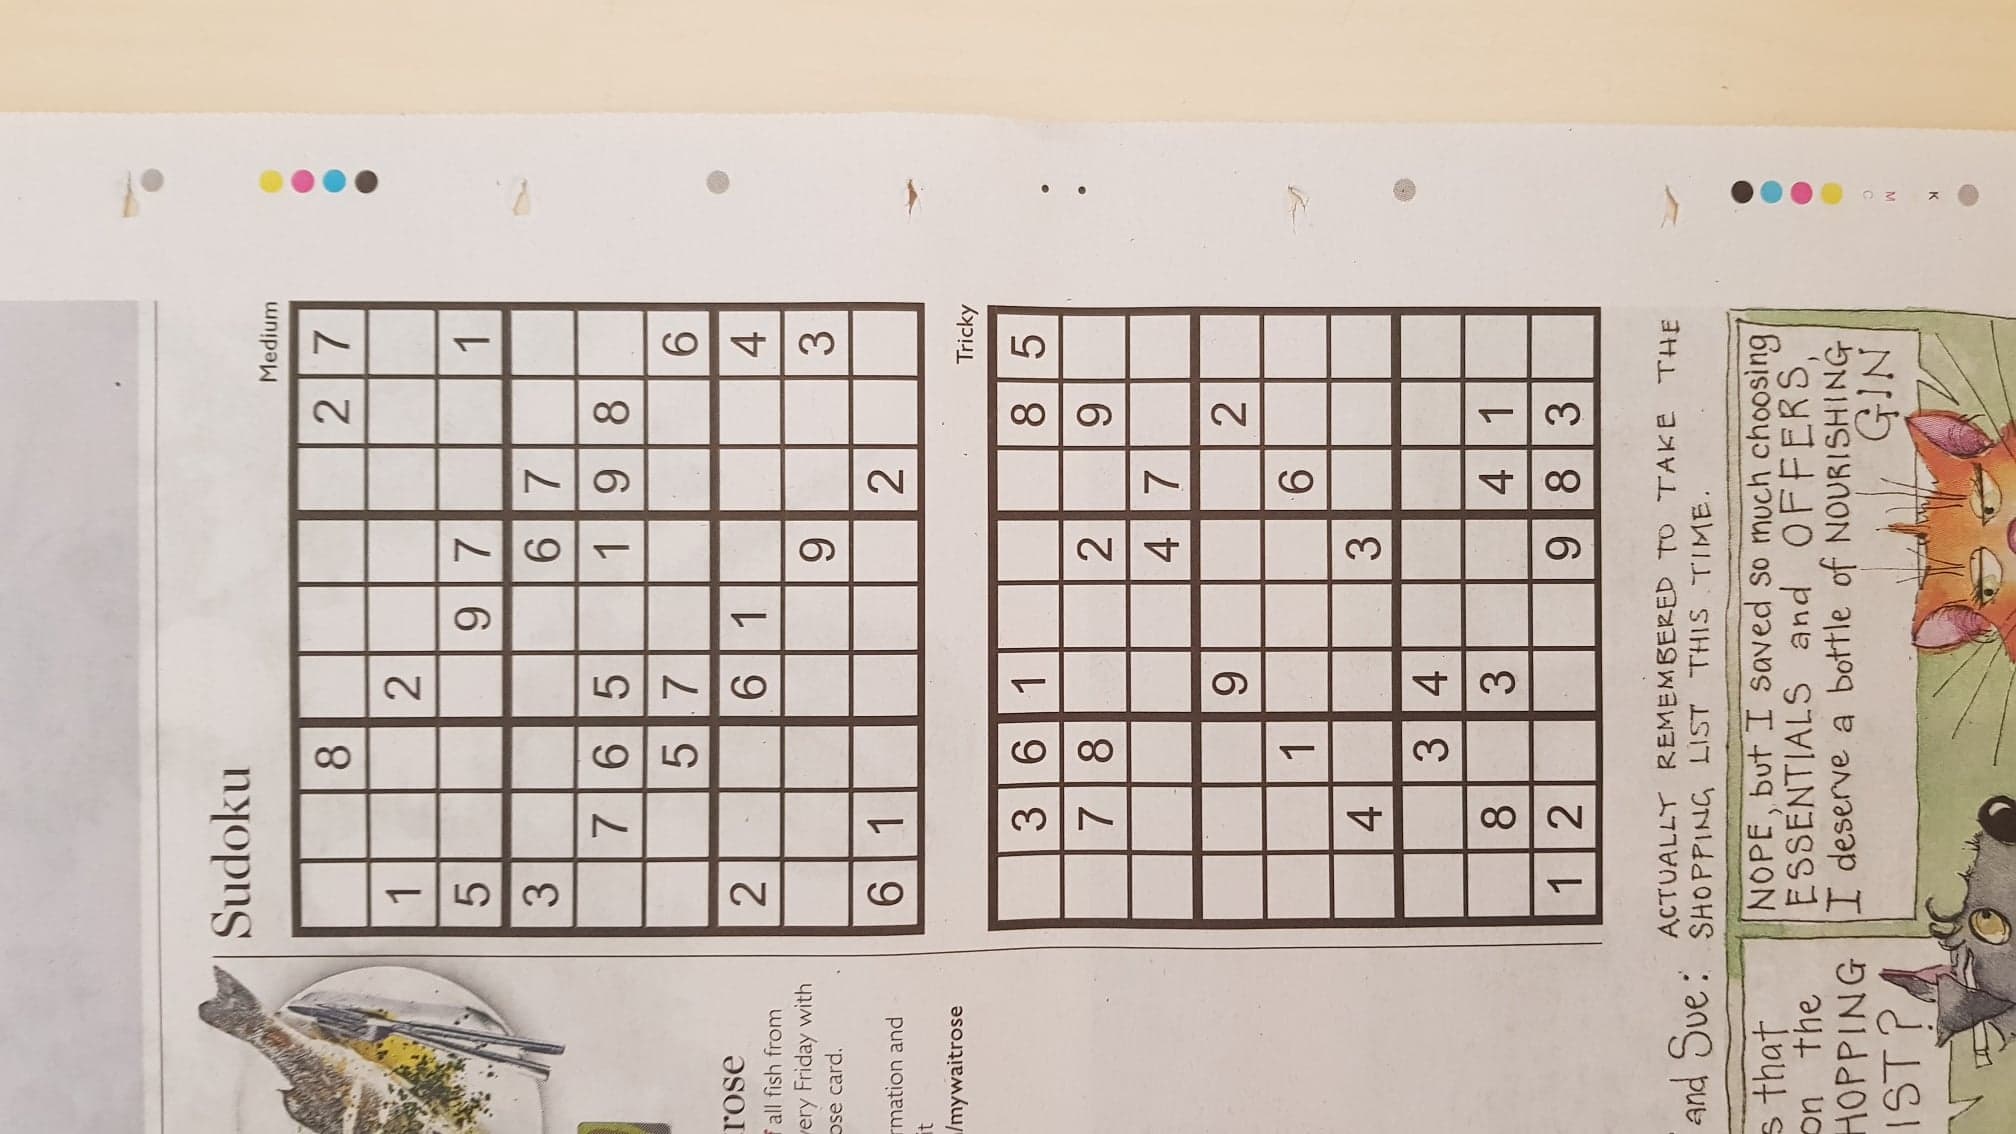 Sudoku
Medium
8 2 7
1 2
5 9 7 1
3 6 7
7 6 5 1 9 8
5 7 6
2 6 1 4
9 3
6 1 2
rose
all fish from
very Friday with
ose card.
rmation and
it
/mywaitrose
Tricky
3 6 1 8 5
7 8 2 9
4 7
9 2
1 6
4 3
3 4
8 3 4 1
1 2 9 8 3
and Sue:
ACTUALLY REMEMBERED TO TAKE THE
SHOPPING LIST THIS TIME.
s that
on the
HOPPING
IST?
NOPE, but I saved so much choosing
ESSENTIALS and OFFERS,
I deserve a bottle of NOURISHING
GIN
C
M
K